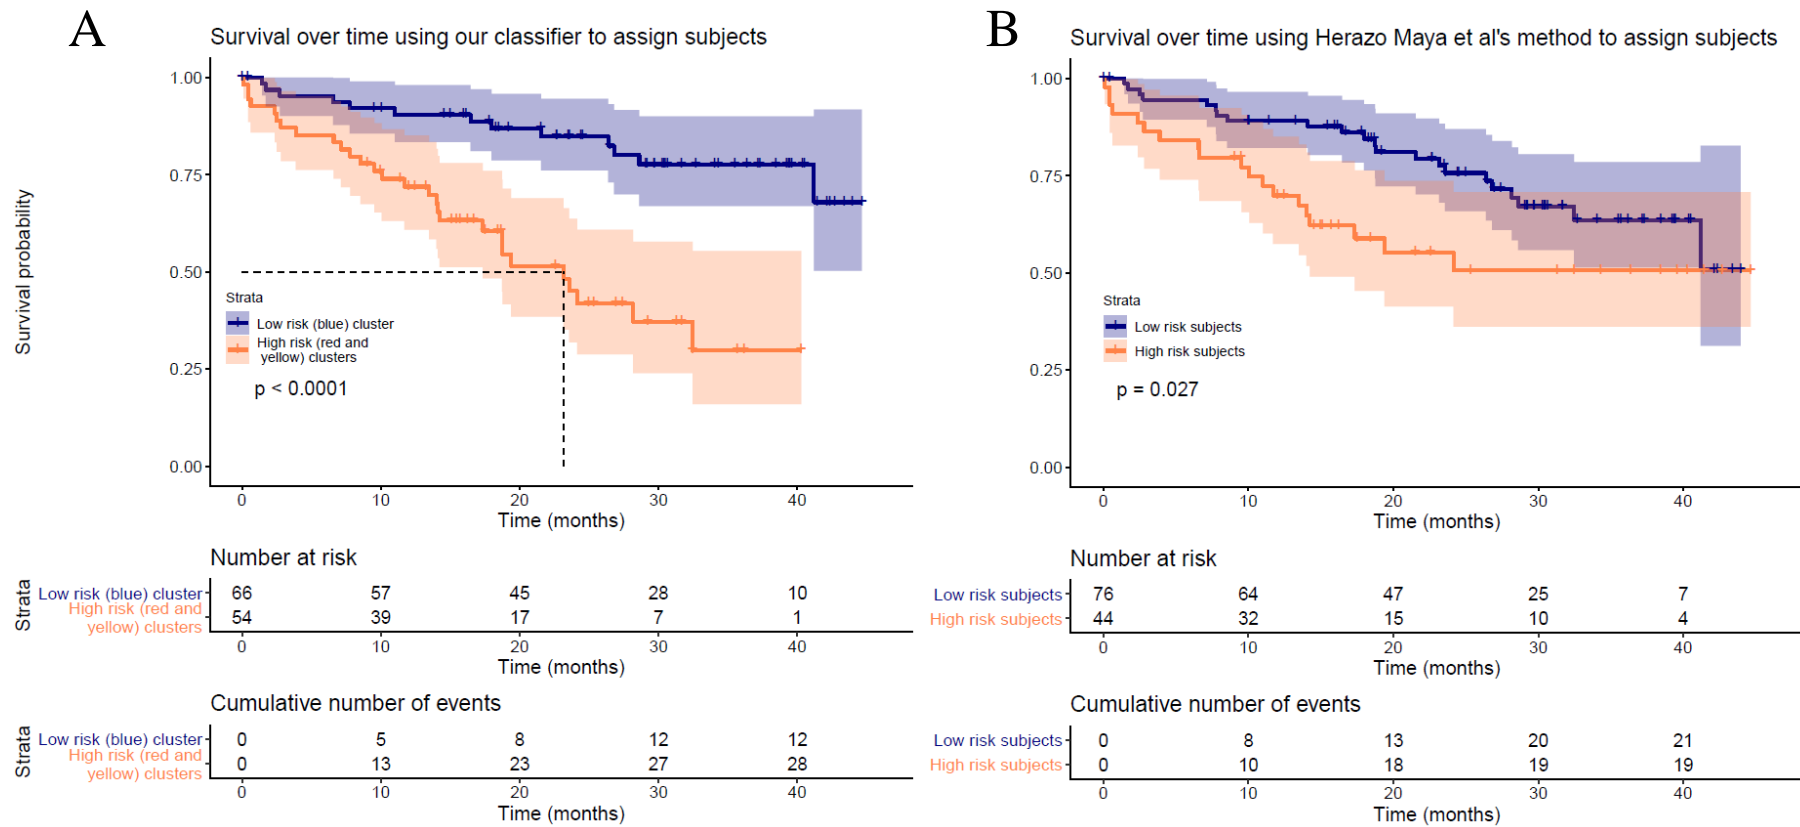 A
Survival over time using our classifier to assign subjects
Survival probability
1.00
0.75
0.50
0.25
0.00
Strata
Low risk (blue) cluster
High risk (red and
yellow) clusters
p < 0.0001
0 10 20 30 40
Time (months)
Number at risk
Strata
Low risk (blue) cluster 66 57 45 28 10
High risk (red and
yellow) clusters 54 39 17 7 1
0 10 20 30 40
Time (months)
Cumulative number of events
Strata
Low risk (blue) cluster 0 5 8 12 12
High risk (red and
yellow) clusters 0 13 23 27 28
0 10 20 30 40
Time (months)
B
Survival over time using Herazo Maya et al's method to assign subjects
1.00
0.75
0.50
0.25
0.00
Strata
Low risk subjects
High risk subjects
p = 0.027
0 10 20 30 40
Time (months)
Number at risk
Low risk subjects 76 64 47 25 7
High risk subjects 44 32 15 10 4
0 10 20 30 40
Time (months)
Cumulative number of events
Low risk subjects 0 8 13 20 21
High risk subjects 0 10 18 19 19
0 10 20 30 40
Time (months)